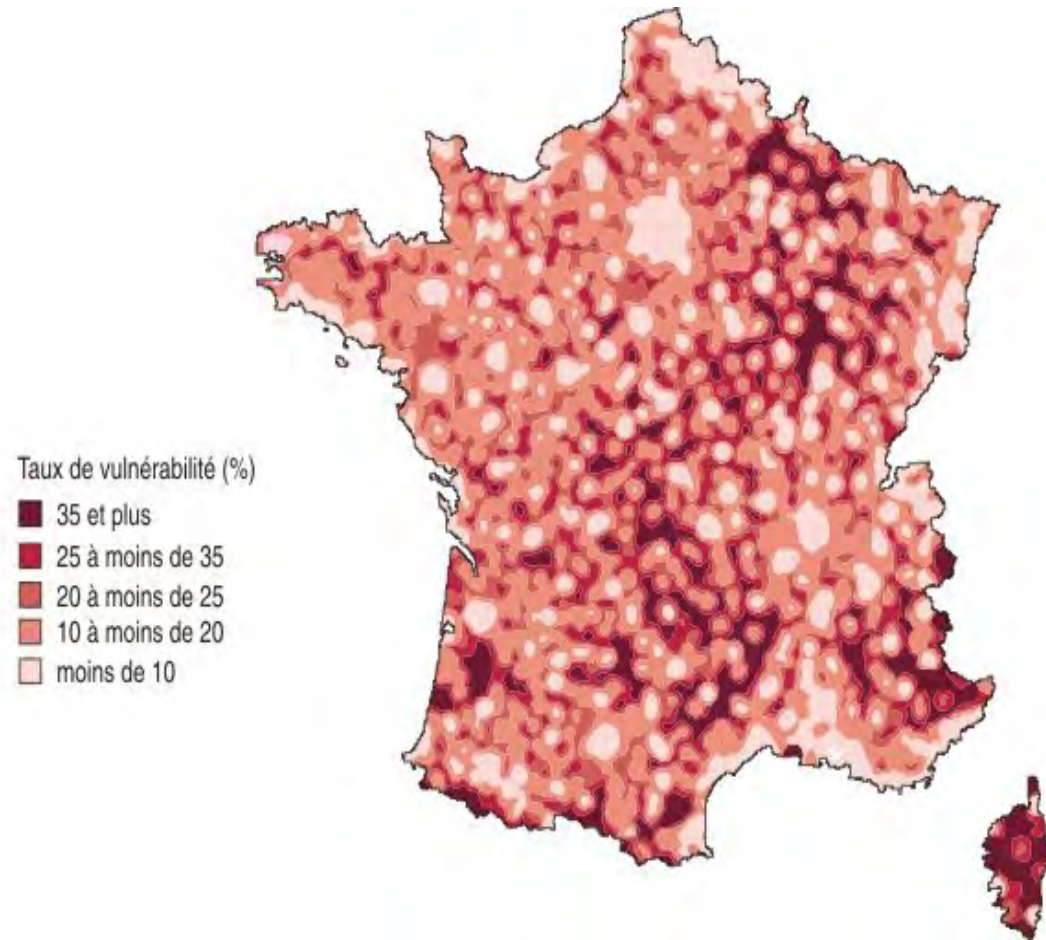 Taux de vulnérabilité (%)
35 et plus
25 à moins de 35
20 à moins de 25
10 à moins de 20
moins de 10